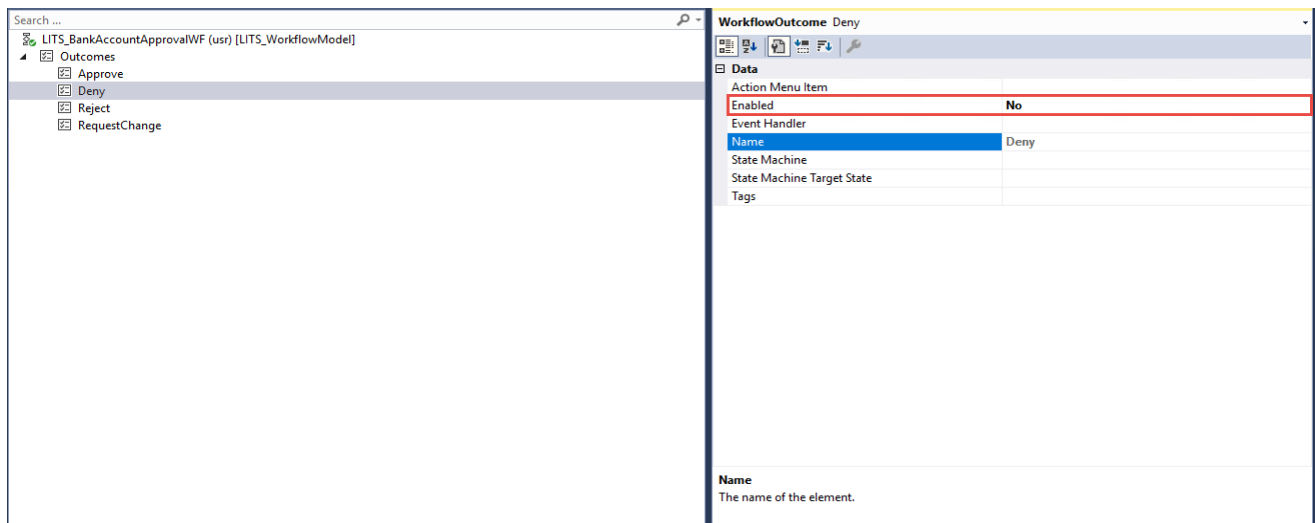 Search ...
LITS_BankAccountApprovalWF (usr) [LITS_WorkflowModel]
Outcomes
Approve
Deny
Reject
RequestChange
WorkflowOutcome Deny
Data
Action Menu Item
Enabled No
Event Handler
Name Deny
State Machine
State Machine Target State
Tags
Name
The name of the element.